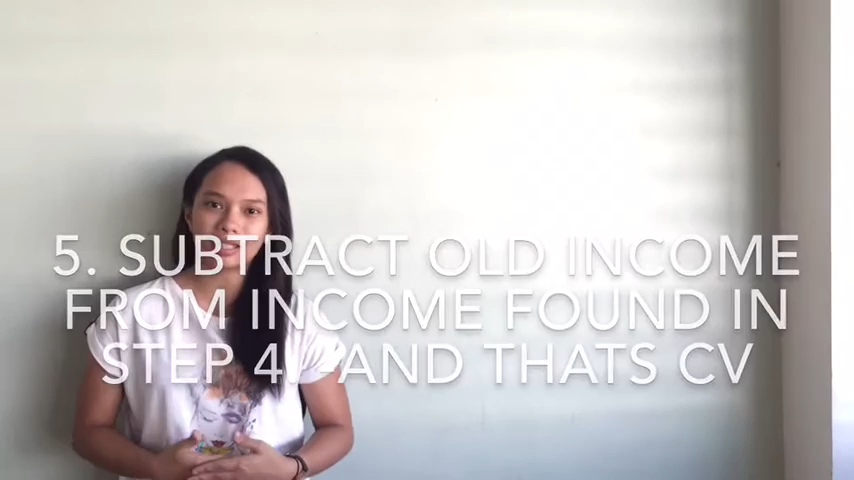 5. SUBTRACT OLD INCOME
FROM INCOME FOUND IN
STEP 4. -AND THATS CV